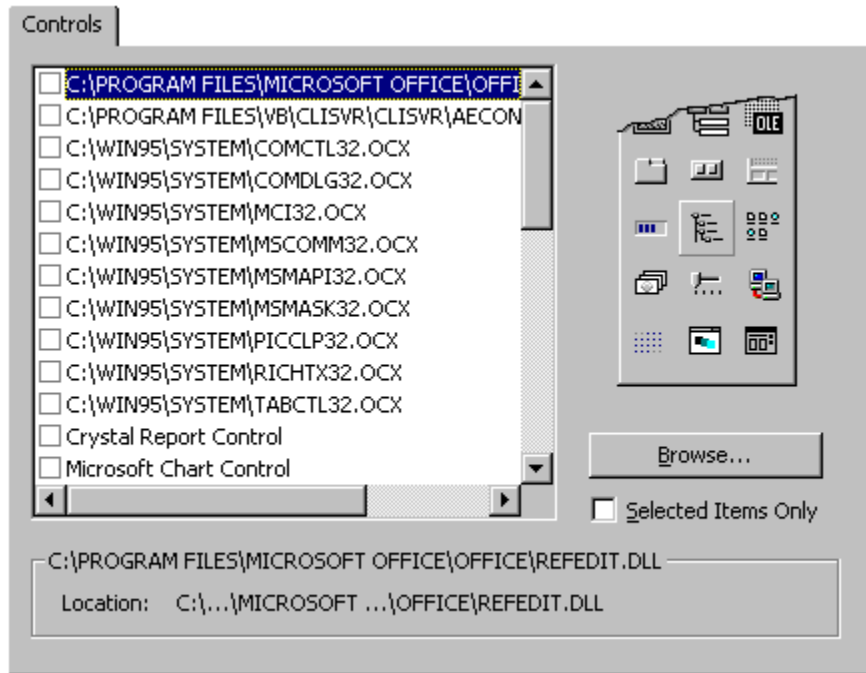 Controls
C:\PROGRAM FILES\MICROSOFT OFFICE\OFFI
C:\PROGRAM FILES\VB\CLISVR\CLISVR\AECON
C:\WIN95\SYSTEM\COMCTL32.OCX
C:\WIN95\SYSTEM\COMDLG32.OCX
C:\WIN95\SYSTEM\MCI32.OCX
C:\WIN95\SYSTEM\MSCOMM32.OCX
C:\WIN95\SYSTEM\MSMAPI32.OCX
C:\WIN95\SYSTEM\MSMASK32.OCX
C:\WIN95\SYSTEM\PICCLP32.OCX
C:\WIN95\SYSTEM\RICHTX32.OCX
C:\WIN95\SYSTEM\TABCTL32.OCX
Crystal Report Control
Microsoft Chart Control
OLE
Browse...
Selected Items Only
C:\PROGRAM FILES\MICROSOFT OFFICE\OFFICE\REFEDIT.DLL
Location: C:\...\MICROSOFT ...\OFFICE\REFEDIT.DLL